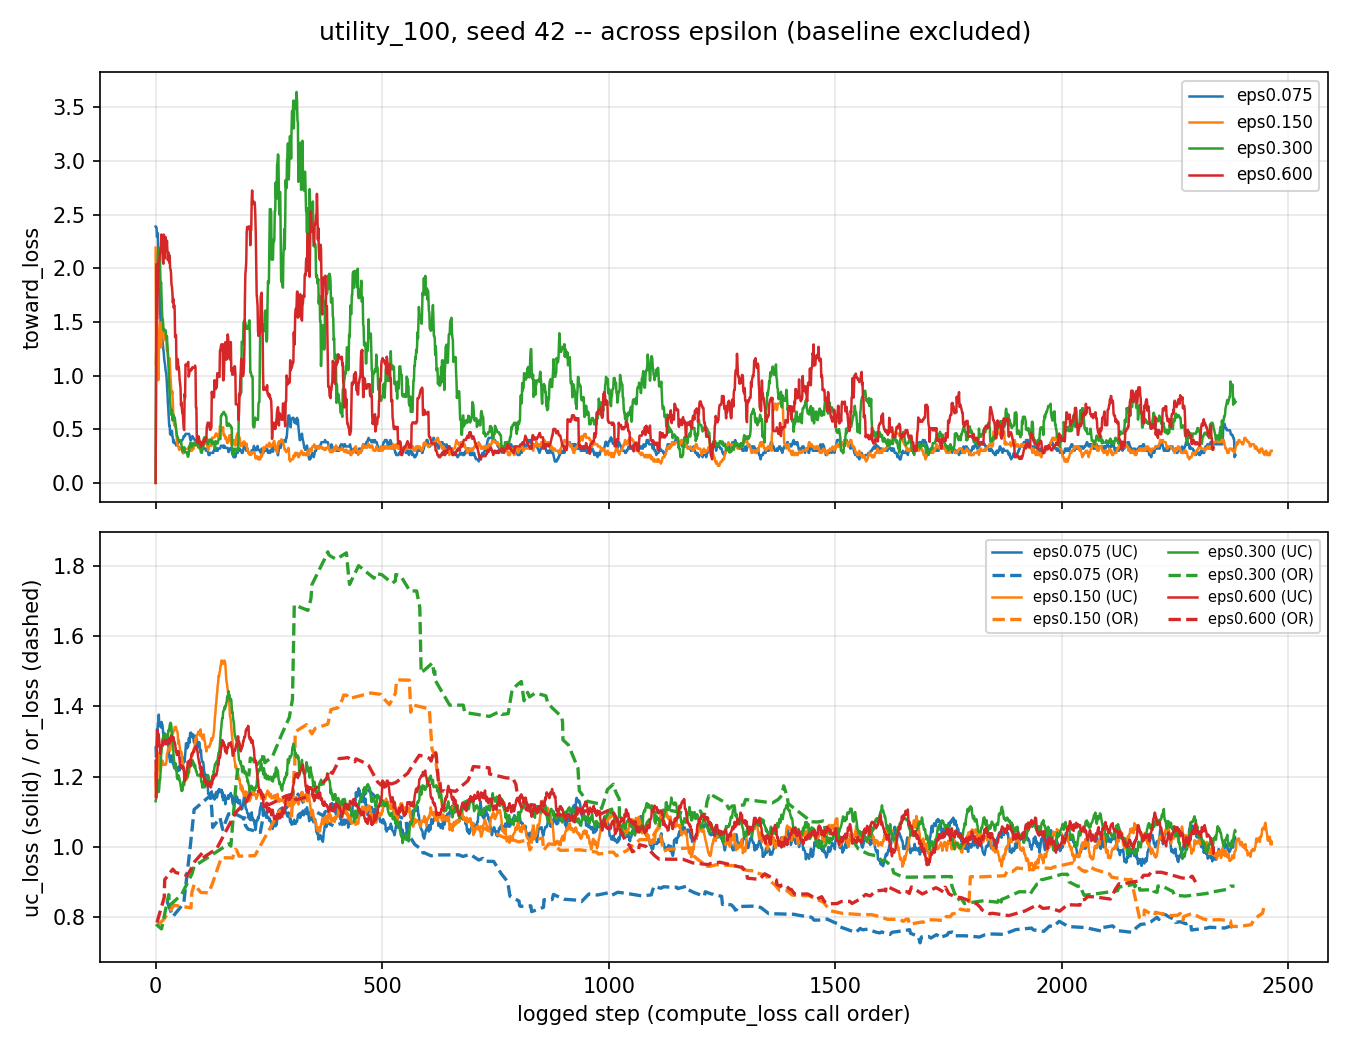 utility_100, seed 42 -- across epsilon (baseline excluded)
toward_loss
3.5
3.0
2.5
2.0
1.5
1.0
0.5
0.0
eps0.075
eps0.150
eps0.300
eps0.600
uc_loss (solid) / or_loss (dashed)
1.8
1.6
1.4
1.2
1.0
0.8
eps0.075 (UC)
eps0.075 (OR)
eps0.150 (UC)
eps0.150 (OR)
eps0.300 (UC)
eps0.300 (OR)
eps0.600 (UC)
eps0.600 (OR)
0 500 1000 1500 2000 2500
logged step (compute_loss call order)